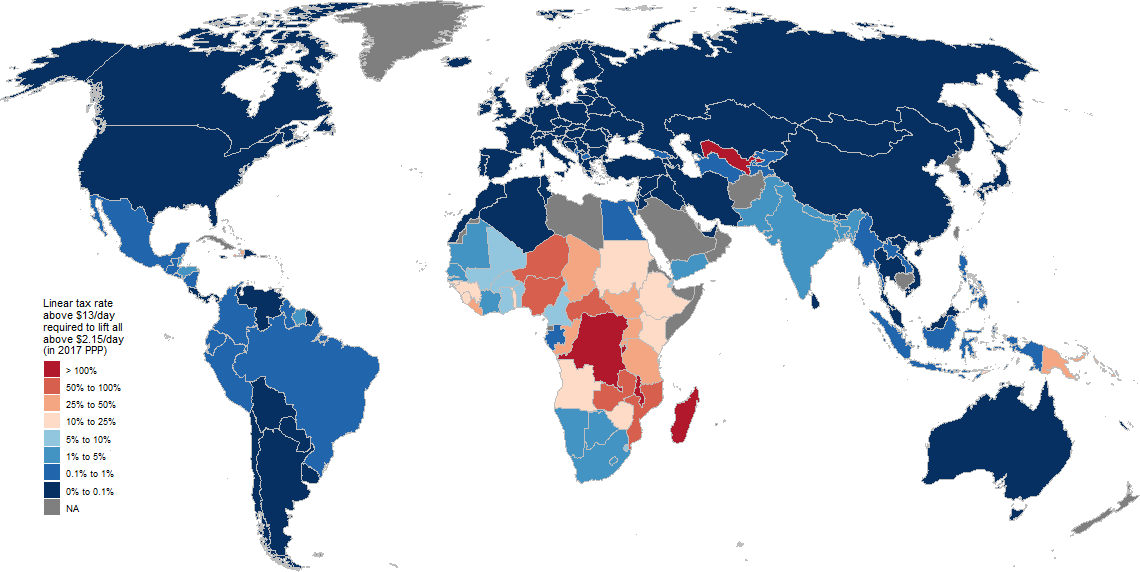 Linear tax rate
above $13/day
required to lift all
above $2.15/day
(in 2017 PPP)
> 100%
50% to 100%
25% to 50%
10% to 25%
5% to 10%
1% to 5%
0.1% to 1%
0% to 0.1%
NA